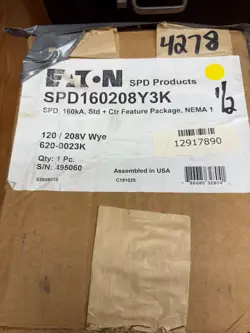 4278
EATON SPD Products
SPD160208Y3K
SPD, 160kA, Std + Ctr Feature Package, NEMA 1
1/2
120 / 208V Wye
620-0023K
12917890
Qty: 1 Pc.
S/N: 495060
Assembled in USA